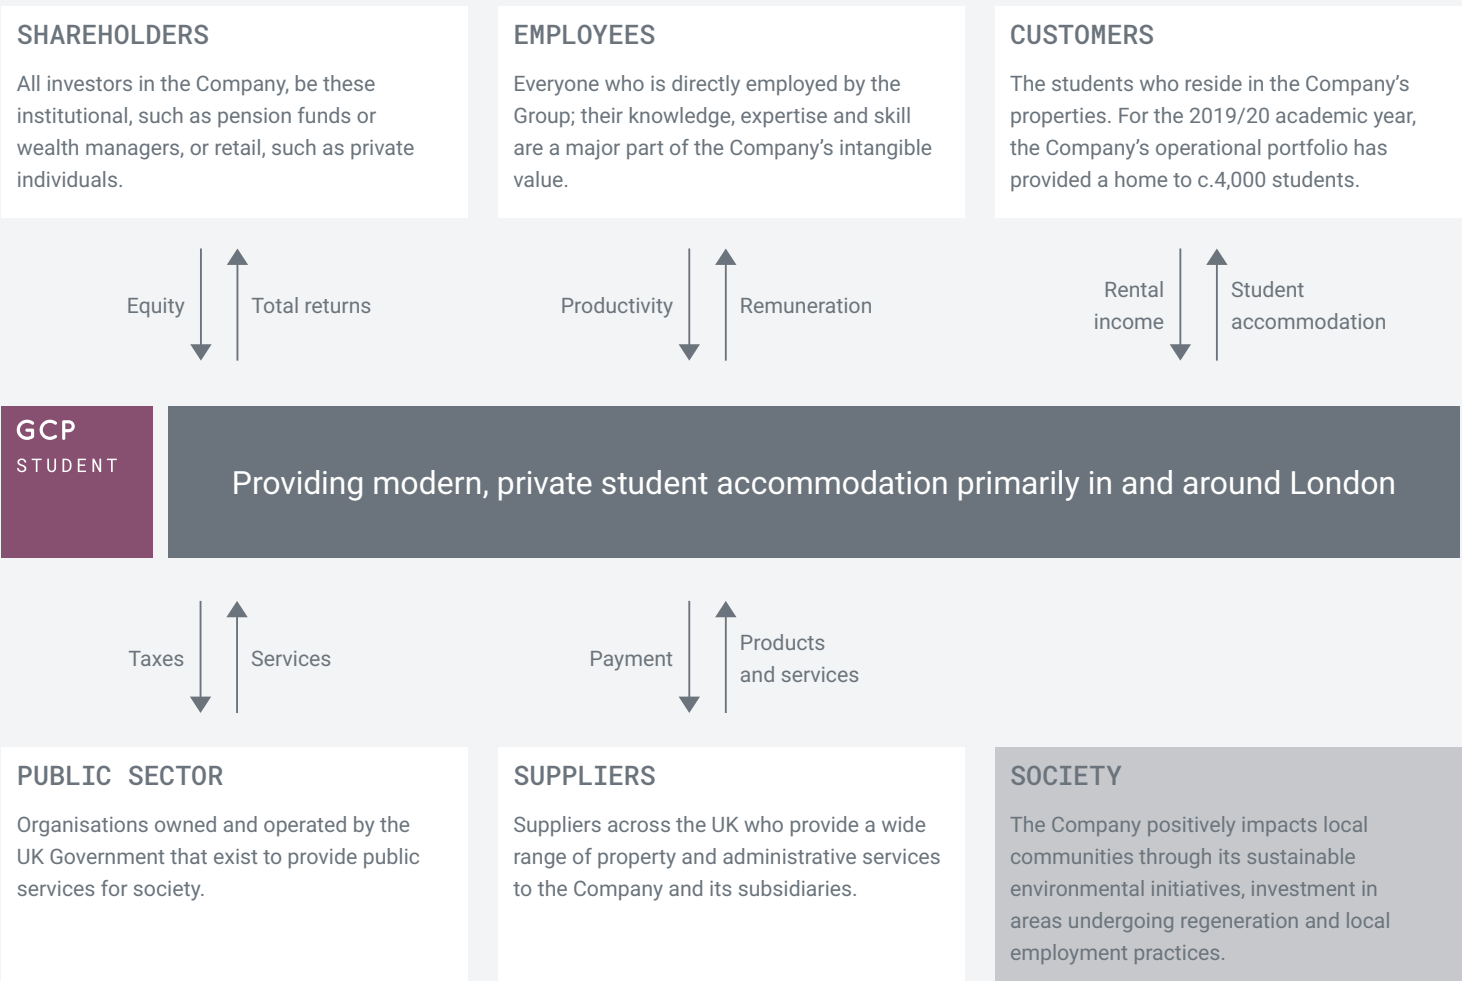 SHAREHOLDERS
All investors in the Company, be these
institutional, such as pension funds or
wealth managers, or retail, such as private
individuals.
EMPLOYEES
Everyone who is directly employed by the
Group; their knowledge, expertise and skill
are a major part of the Company's intangible
value.
CUSTOMERS
The students who reside in the Company's
properties. For the 2019/20 academic year,
the Company's operational portfolio has
provided a home to c.4,000 students.
Equity
Total returns
Productivity
Remuneration
Rental
income
Student
accommodation
GCP
STUDENT
Providing modern, private student accommodation primarily in and around London
Taxes
Services
Payment
Products
and services
PUBLIC SECTOR
Organisations owned and operated by the
UK Government that exist to provide public
services for society.
SUPPLIERS
Suppliers across the UK who provide a wide
range of property and administrative services
to the Company and its subsidiaries.
SOCIETY
The Company positively impacts local
communities through its sustainable
environmental initiatives, investment in
areas undergoing regeneration and local
employment practices.